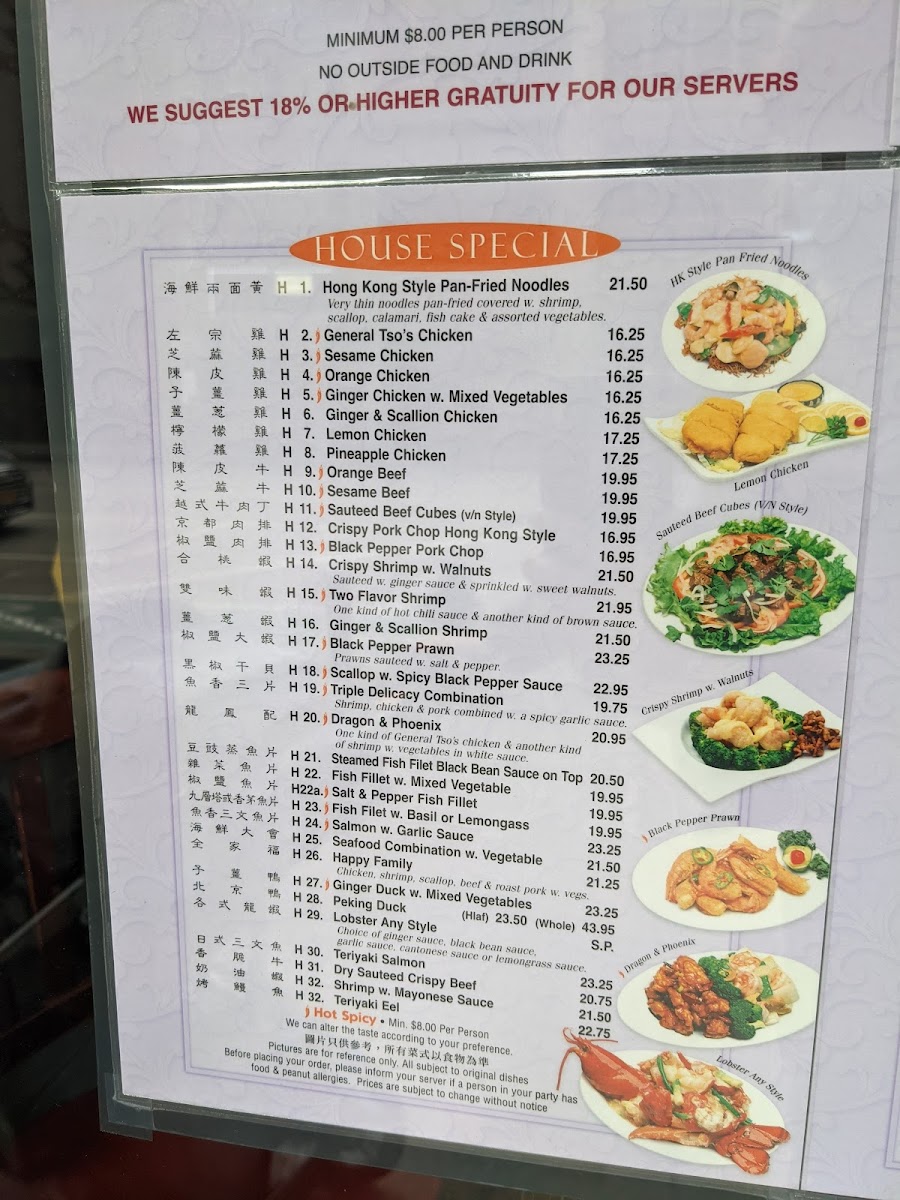 MINIMUM $8.00 PER PERSON
NO OUTSIDE FOOD AND DRINK
WE SUGGEST 18% OR HIGHER GRATUITY FOR OUR SERVERS
HOUSE SPECIAL
海鮮兩面黃 H 1. Hong Kong Style Pan-Fried Noodles 21.50
Very thin noodles pan-fried covered w. shrimp,
scallop, calamari, fish cake & assorted vegetables.
左宗雞 H 2. General Tso's Chicken 16.25
芝蔴雞 H 3. Sesame Chicken 16.25
陳皮雞 H 4. Orange Chicken 16.25
子薑雞 H 5. Ginger Chicken w. Mixed Vegetables 16.25
薑蔥雞 H 6. Ginger & Scallion Chicken 16.25
檸檬雞 H 7. Lemon Chicken 17.25
菠蘿雞 H 8. Pineapple Chicken 17.25
陳皮牛 H 9. Orange Beef 19.95
芝蔴牛 H 10. Sesame Beef 19.95
越式牛肉丁 H 11. Sauteed Beef Cubes (v/n Style) 19.95
京都肉排 H 12. Crispy Pork Chop Hong Kong Style 16.95
椒鹽肉排 H 13. Black Pepper Pork Chop 16.95
合桃蝦 H 14. Crispy Shrimp w. Walnuts 21.50
Sauteed w. ginger sauce & sprinkled w. sweet walnuts.
雙味蝦 H 15. Two Flavor Shrimp 21.95
One kind of hot chili sauce & another kind of brown sauce.
薑蔥蝦 H 16. Ginger & Scallion Shrimp 21.50
椒鹽大蝦 H 17. Black Pepper Prawn 23.25
Prawns sauteed w. salt & pepper.
黑椒干貝 H 18. Scallop w. Spicy Black Pepper Sauce 22.95
魚香三片 H 19. Triple Delicacy Combination 19.75
Shrimp, chicken & pork combined w. a spicy garlic sauce.
龍鳳配 H 20. Dragon & Phoenix 20.95
One kind of General Tso's chicken & another kind
of shrimp w. vegetables in white sauce.
豆豉蒸魚片 H 21. Steamed Fish Filet Black Bean Sauce on Top 20.50
雜菜魚片 H 22. Fish Fillet w. Mixed Vegetable 19.95
椒鹽魚片 H22a. Salt & Pepper Fish Fillet 19.95
九層塔或香茅魚片 H 23. Fish Filet w. Basil or Lemongass 19.95
魚香三文魚片 H 24. Salmon w. Garlic Sauce 23.25
海鮮大會 H 25. Seafood Combination w. Vegetable 21.50
全家福 H 26. Happy Family 21.25
Chicken, shrimp, scallop, beef & roast pork w. vegs.
子薑鴨 H 27. Ginger Duck w. Mixed Vegetables 23.25
北京鴨 H 28. Peking Duck (Hlaf) 23.50 (Whole) 43.95
各式龍蝦 H 29. Lobster Any Style S.P.
Choice of ginger sauce, black bean sauce,
garlic sauce, cantonese sauce or lemongrass sauce.
日式三文魚 H 30. Teriyaki Salmon 23.25
香脆牛 H 31. Dry Sauteed Crispy Beef 20.75
奶油蝦 H 32. Shrimp w. Mayonese Sauce 21.50
烤鰻魚 H 32. Teriyaki Eel 22.75
Hot Spicy • Min. $8.00 Per Person
We can alter the taste according to your preference.
圖片只供參考，所有菜式以食物為準
Pictures are for reference only. All subject to original dishes
Before placing your order, please inform your server if a person in your party has
food & peanut allergies. Prices are subject to change without notice
HK Style Pan Fried Noodles
Lemon Chicken
Sauteed Beef Cubes (V/N Style)
Crispy Shrimp w. Walnuts
Black Pepper Prawn
Dragon & Phoenix
Lobster Any Style